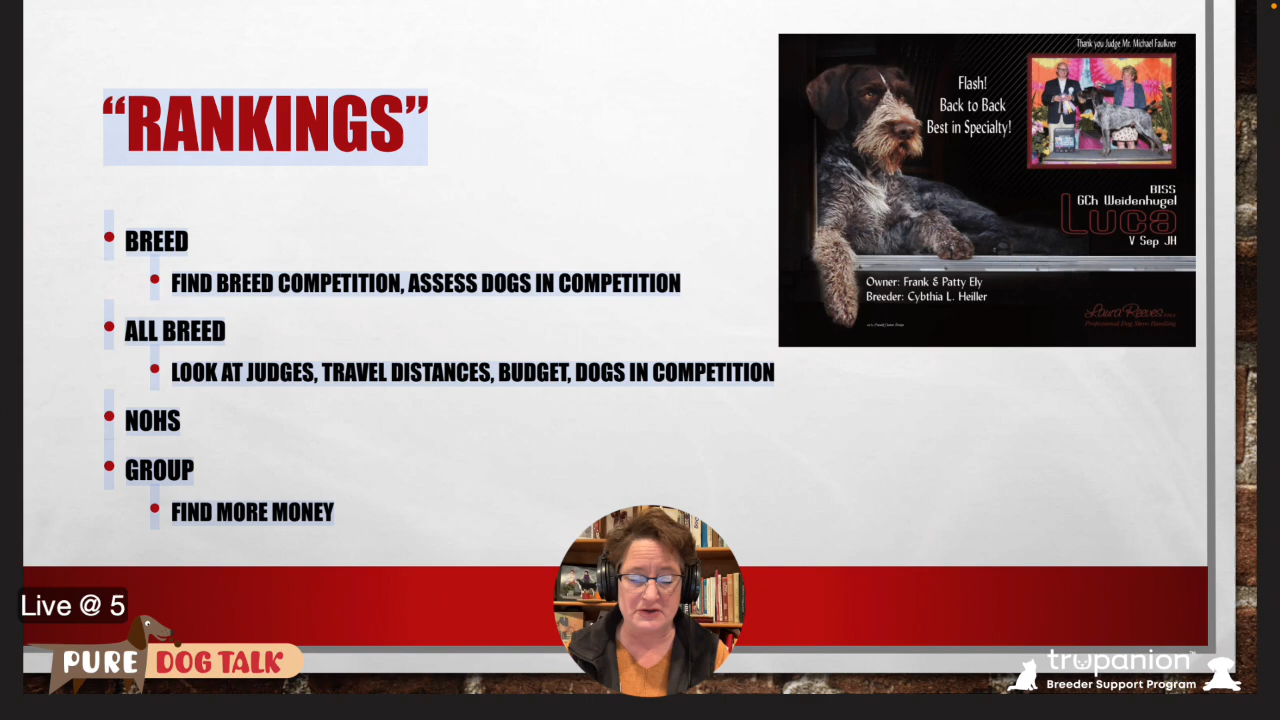 “RANKINGS”
BREED
FIND BREED COMPETITION, ASSESS DOGS IN COMPETITION
ALL BREED
LOOK AT JUDGES, TRAVEL DISTANCES, BUDGET, DOGS IN COMPETITION
NOHS
GROUP
FIND MORE MONEY
Thank you Judge Mr. Michael Faulkner
Flash!
Back to Back
Best in Specialty!
BISS
GCh Weidenhugel
Luca
V Sep JH
Owner: Frank & Patty Ely
Breeder: Cybthia L. Heiller
Laura Reeves
Professional Dog Show Handling
Live @ 5
PURE DOG TALK
trupanion
Breeder Support Program